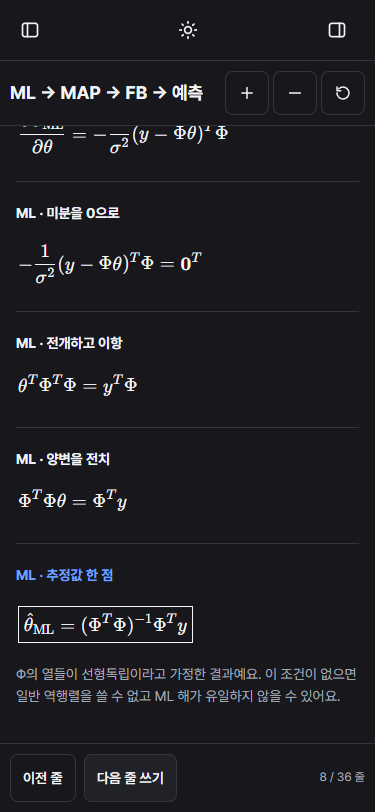 ML → MAP → FB → 예측
∂θ = −1/σ² (y − Φθ)ᵀΦ
ML · 미분을 0으로
−1/σ² (y − Φθ)ᵀΦ = 0ᵀ
ML · 전개하고 이항
θᵀΦᵀΦ = yᵀΦ
ML · 양변을 전치
ΦᵀΦθ = Φᵀy
ML · 추정값 한 점
θ̂_ML = (ΦᵀΦ)⁻¹Φᵀy
Φ의 열들이 선형독립이라고 가정한 결과예요. 이 조건이 없으면
일반 역행렬을 쓸 수 없고 ML 해가 유일하지 않을 수 있어요.
이전 줄 다음 줄 쓰기 8 / 36 줄